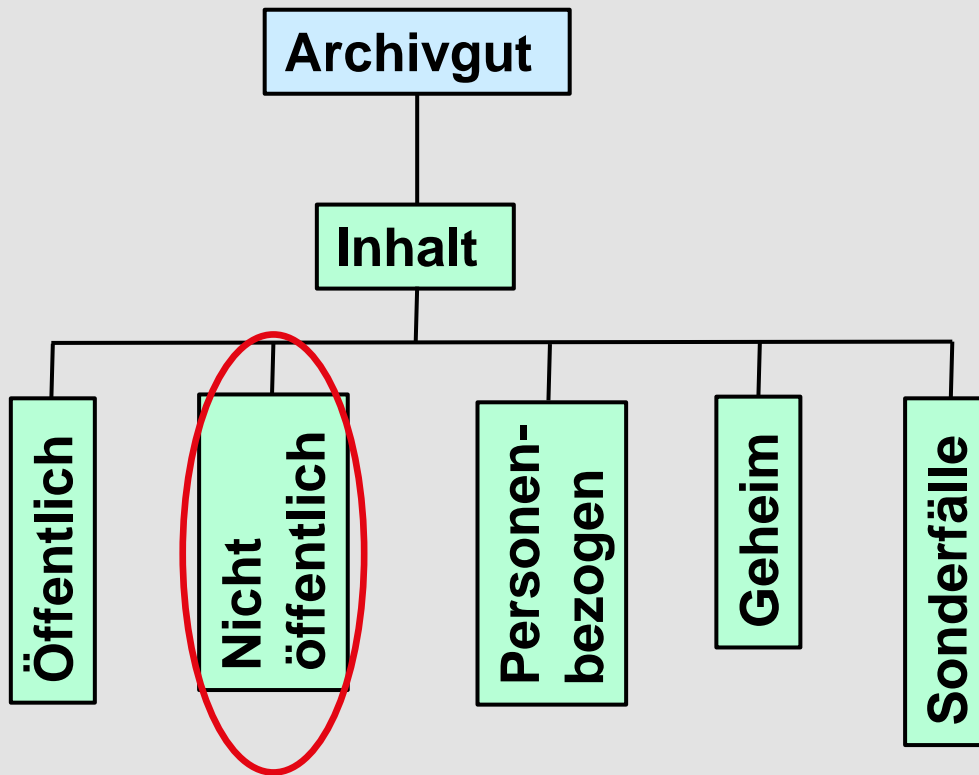 Archivgut
Inhalt
Öffentlich
Nicht
öffentlich
Personen-
bezogen
Geheim
Sonderfälle